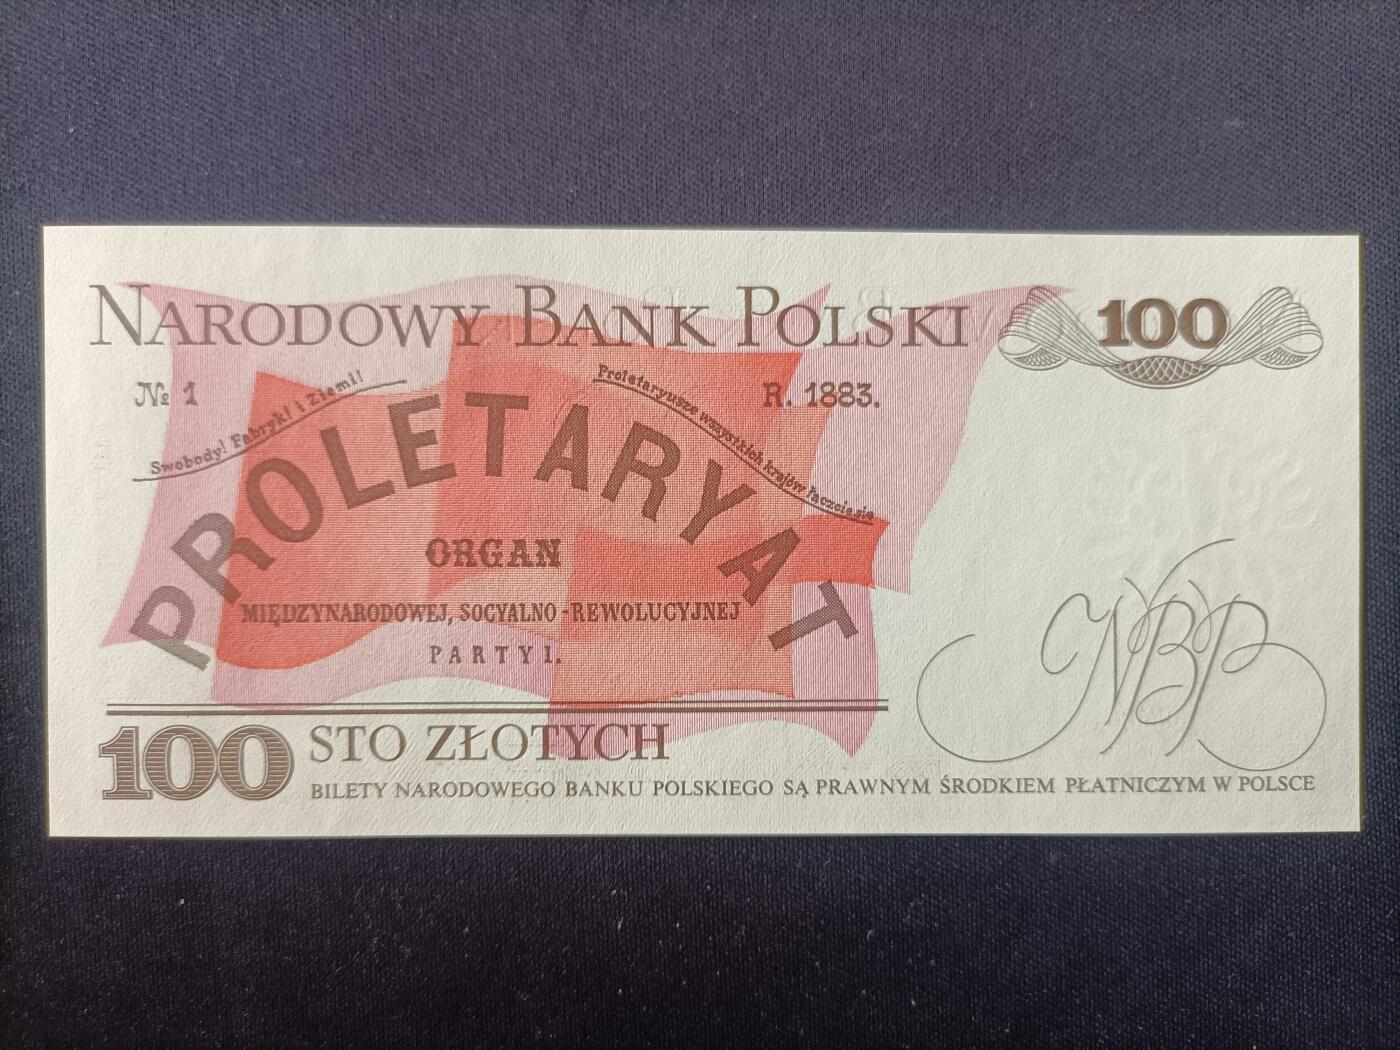 NARODOWY BANK POLSKI
100
№ 1
R. 1883.
Swobody! Fabryk! i Ziemi!
Proletaryusze wszystkich krajów łączcie się
PROLETARYAT
ORGAN
MIĘDZYNARODOWEJ, SOCYALNO-REWOLUCYJNEJ
PARTYI.
NBP
100 STO ZŁOTYCH
BILETY NARODOWEGO BANKU POLSKIEGO SĄ PRAWNYM ŚRODKIEM PŁATNICZYM W POLSCE